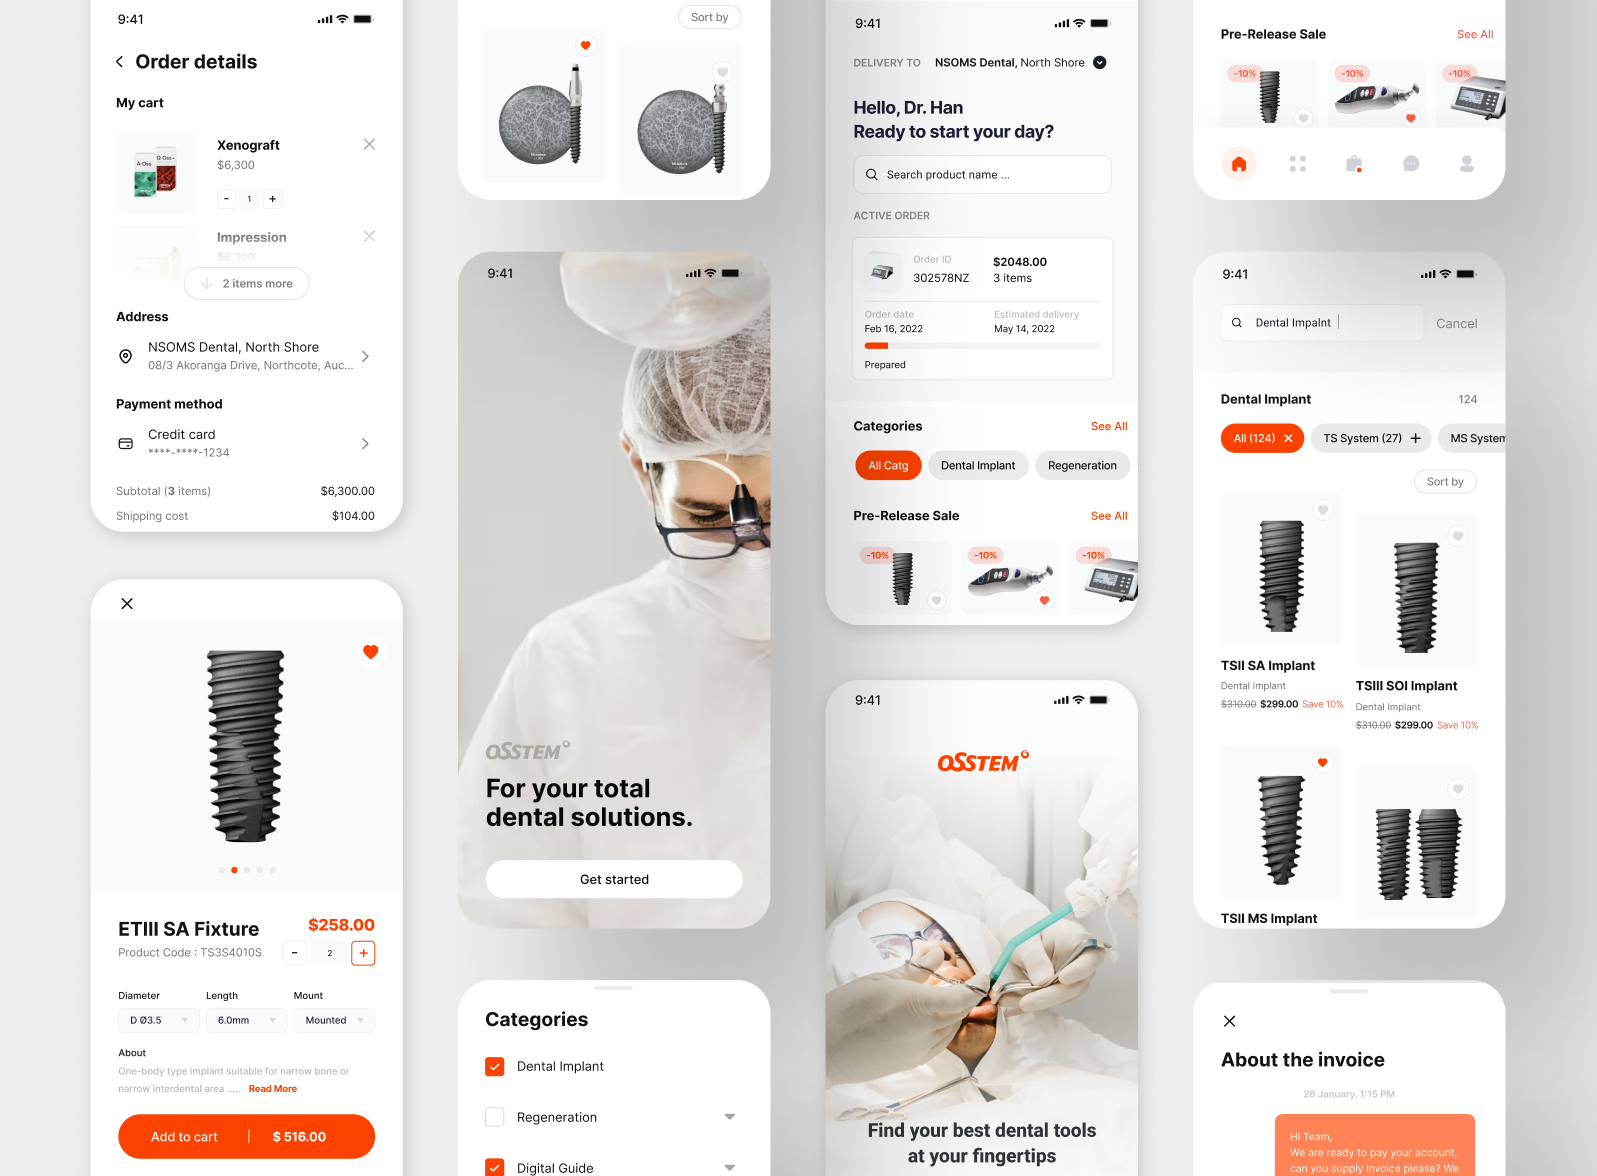 9:41
Order details
My cart
Xenograft
$6,300
- 1 +
Impression
$6,300
2 items more
Address
NSOMS Dental, North Shore
08/3 Akoranga Drive, Northcote, Auc...
Payment method
Credit card
****-****-1234
Subtotal (3 items) $6,300.00
Shipping cost $104.00
ETIII SA Fixture
$258.00
Product Code : TS3S4010S
- 2 +
Diameter Length Mount
D Ø3.5 6.0mm Mounted
About
One-body type implant suitable for narrow bone or
narrow interdental area ..... Read More
Add to cart | $ 516.00
Sort by
9:41
OSSTEM
For your total
dental solutions.
Get started
Categories
Dental Implant
Regeneration
Digital Guide
9:41
DELIVERY TO NSOMS Dental, North Shore
Hello, Dr. Han
Ready to start your day?
Search product name ...
ACTIVE ORDER
Order ID $2048.00
302578NZ 3 items
Order date Estimated delivery
Feb 16, 2022 May 14, 2022
Prepared
Categories See All
All Catg Dental Implant Regeneration
Pre-Release Sale See All
-10% -10% -10%
9:41
OSSTEM
Find your best dental tools
at your fingertips
Pre-Release Sale See All
-10% -10% -10%
9:41
Dental Impalnt Cancel
Dental Implant 124
All (124) TS System (27) + MS System
Sort by
TSII SA Implant
Dental Implant
$310.00 $299.00 Save 10%
TSIII SOI Implant
Dental Implant
$310.00 $299.00 Save 10%
TSII MS Implant
About the invoice
26 January, 1:15 PM
Hi Team,
We are ready to pay your account,
can you supply invoice please? We